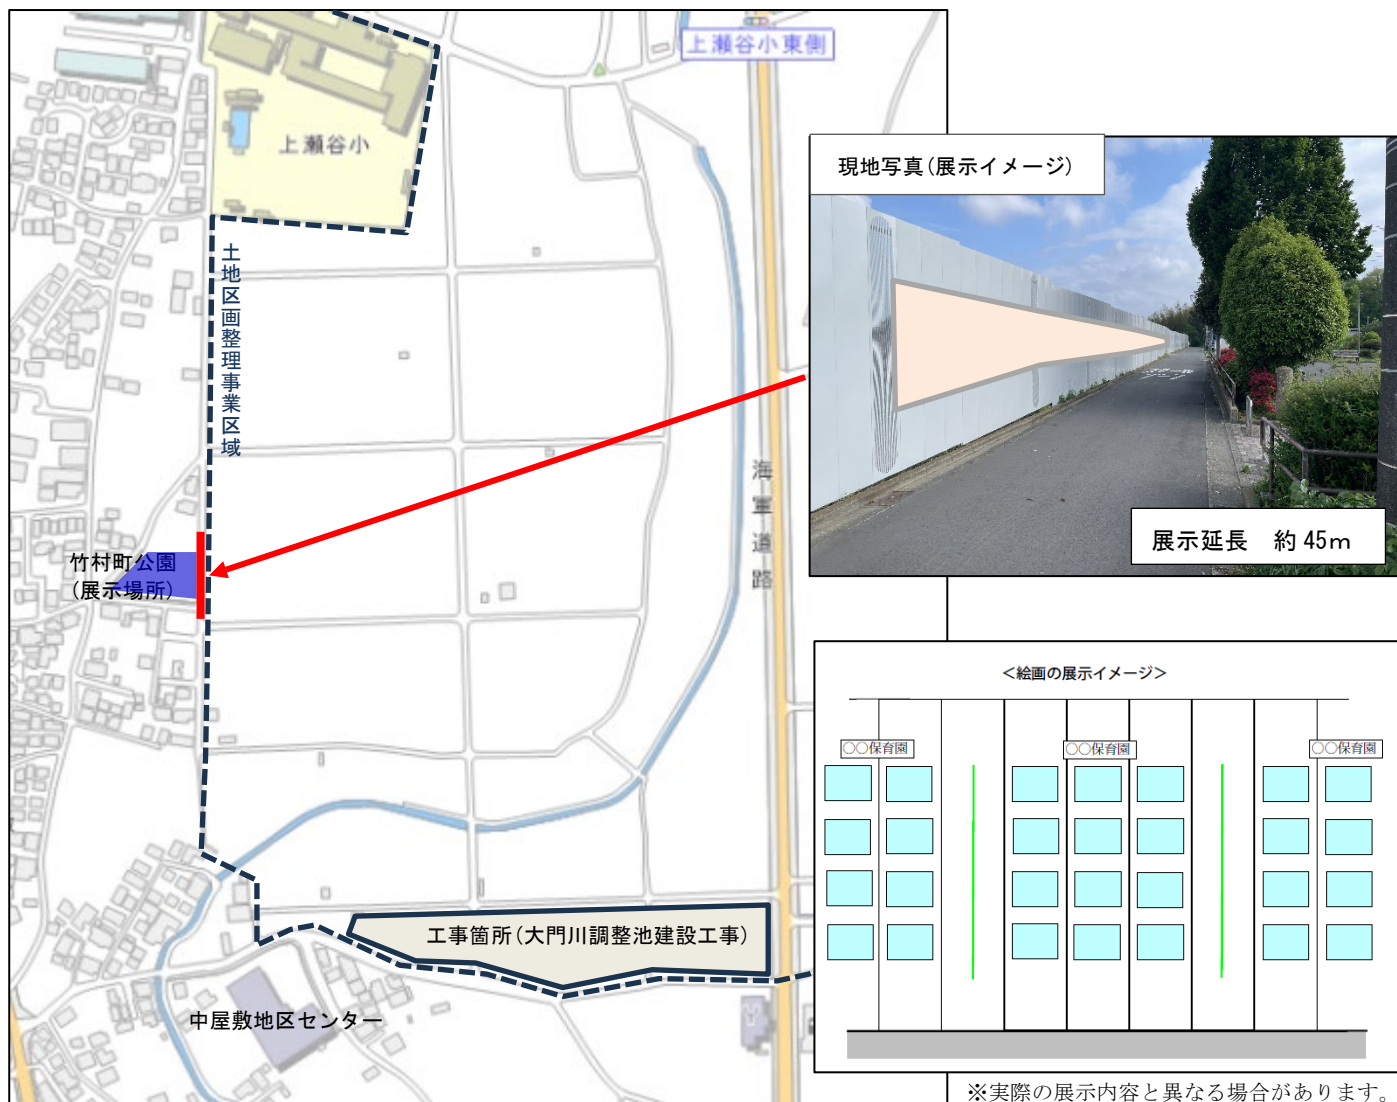 上瀬谷小東側
上瀬谷小
土地区画整理事業区域
現地写真(展示イメージ)
展示延長　約45m
海軍道路
竹村町公園
(展示場所)
<絵画の展示イメージ>
○○保育園
○○保育園
○○保育園
工事箇所(大門川調整池建設工事)
中屋敷地区センター
※実際の展示内容と異なる場合があります。